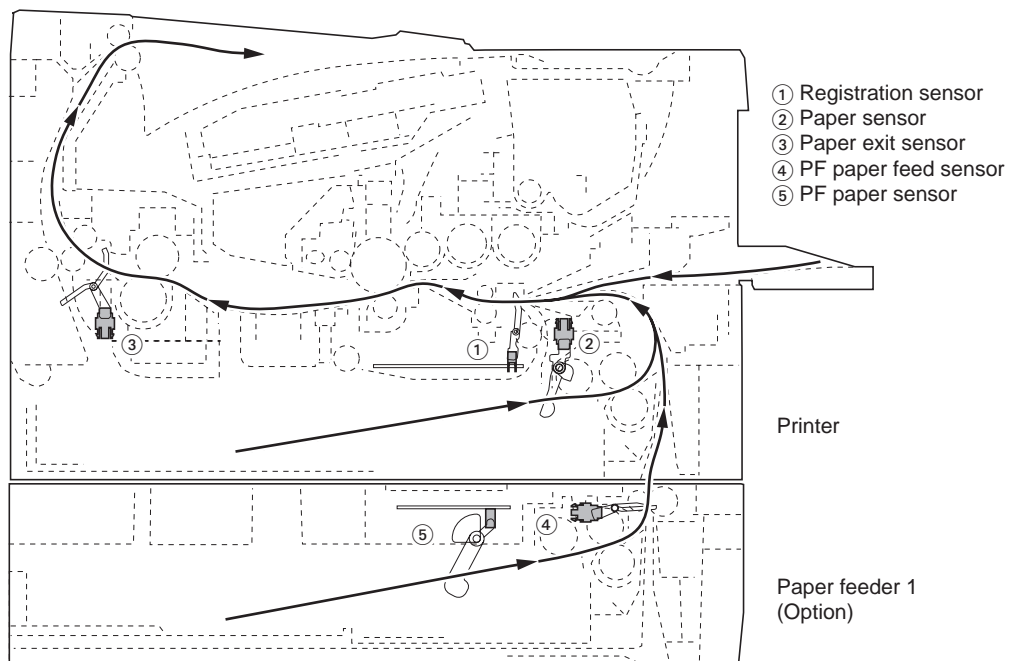 ① Registration sensor
② Paper sensor
③ Paper exit sensor
④ PF paper feed sensor
⑤ PF paper sensor
③
①
②
Printer
⑤
④
Paper feeder 1
(Option)